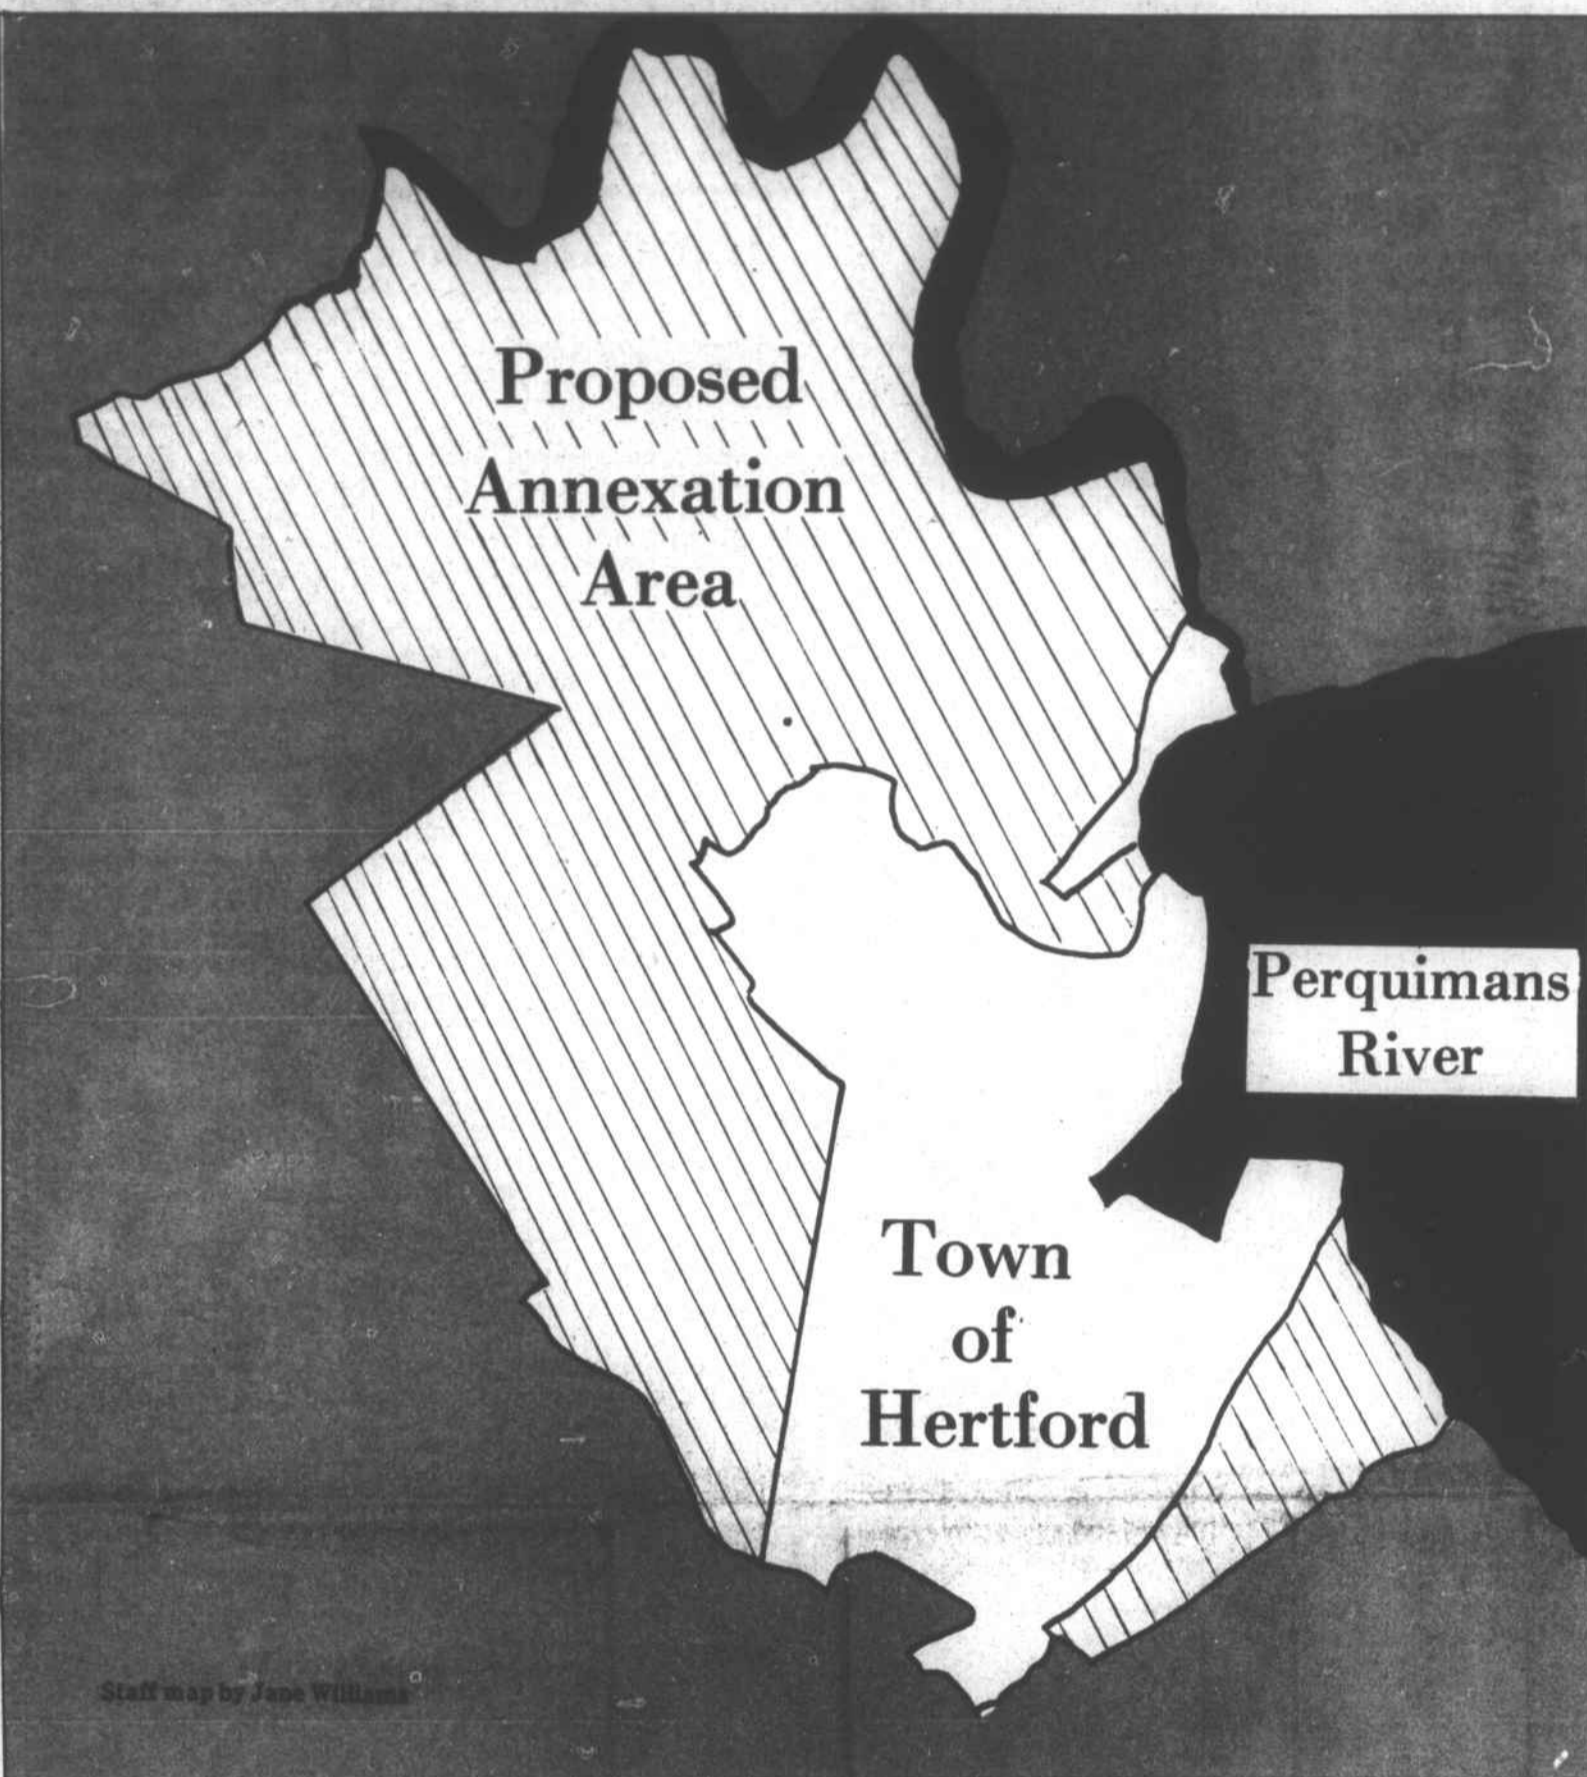 Proposed
Annexation
Area
Perquimans
River
Town
of
Hertford
Staff map by Jane Williams